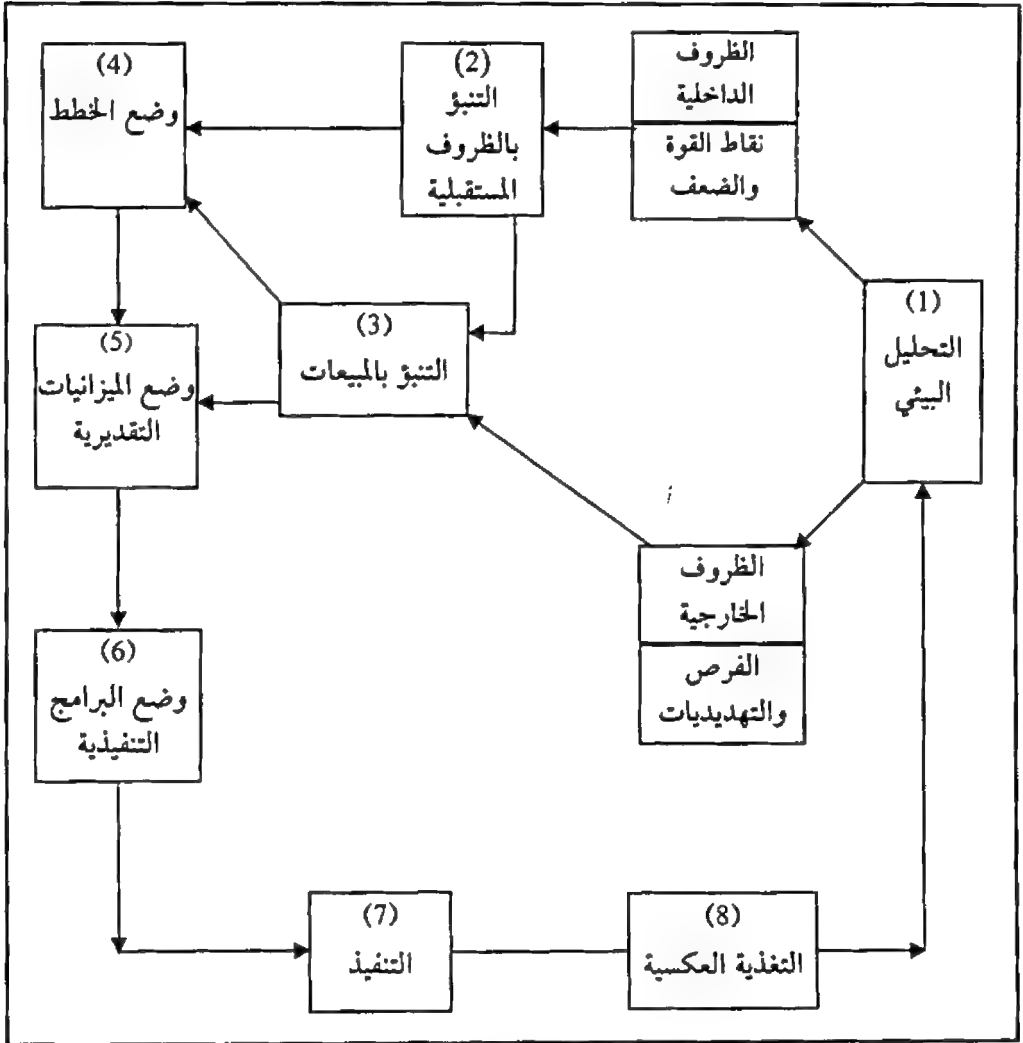 (1)
التحليل
البيئي
الظروف
الداخلية
نقاط القوة
والضعف
(2)
التنبؤ
بالظروف
المستقبلية
(4)
وضع الخطط
(3)
التنبؤ بالمبيعات
(5)
وضع الميزانيات
التقديرية
الظروف
الخارجية
الفرص
والتهديديات
(6)
وضع البرامج
التنفيذية
(7)
التنفيذ
(8)
التغذية العكسية